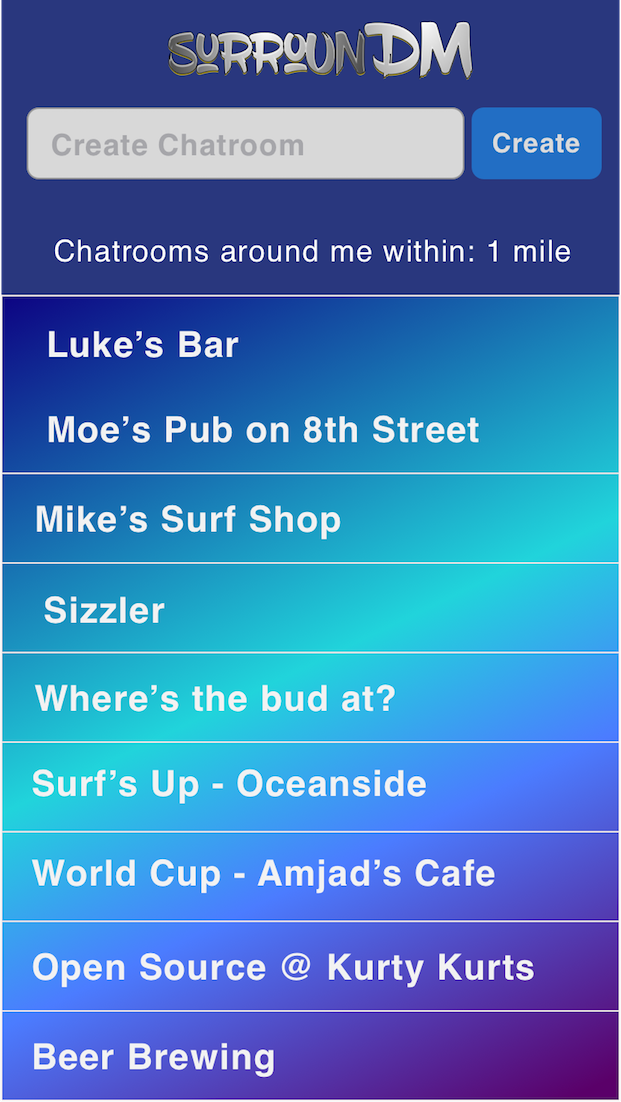 SURROUNDM
Create Chatroom
Create
Chatrooms around me within: 1 mile
Luke’s Bar
Moe’s Pub on 8th Street
Mike’s Surf Shop
Sizzler
Where’s the bud at?
Surf’s Up - Oceanside
World Cup - Amjad’s Cafe
Open Source @ Kurty Kurts
Beer Brewing